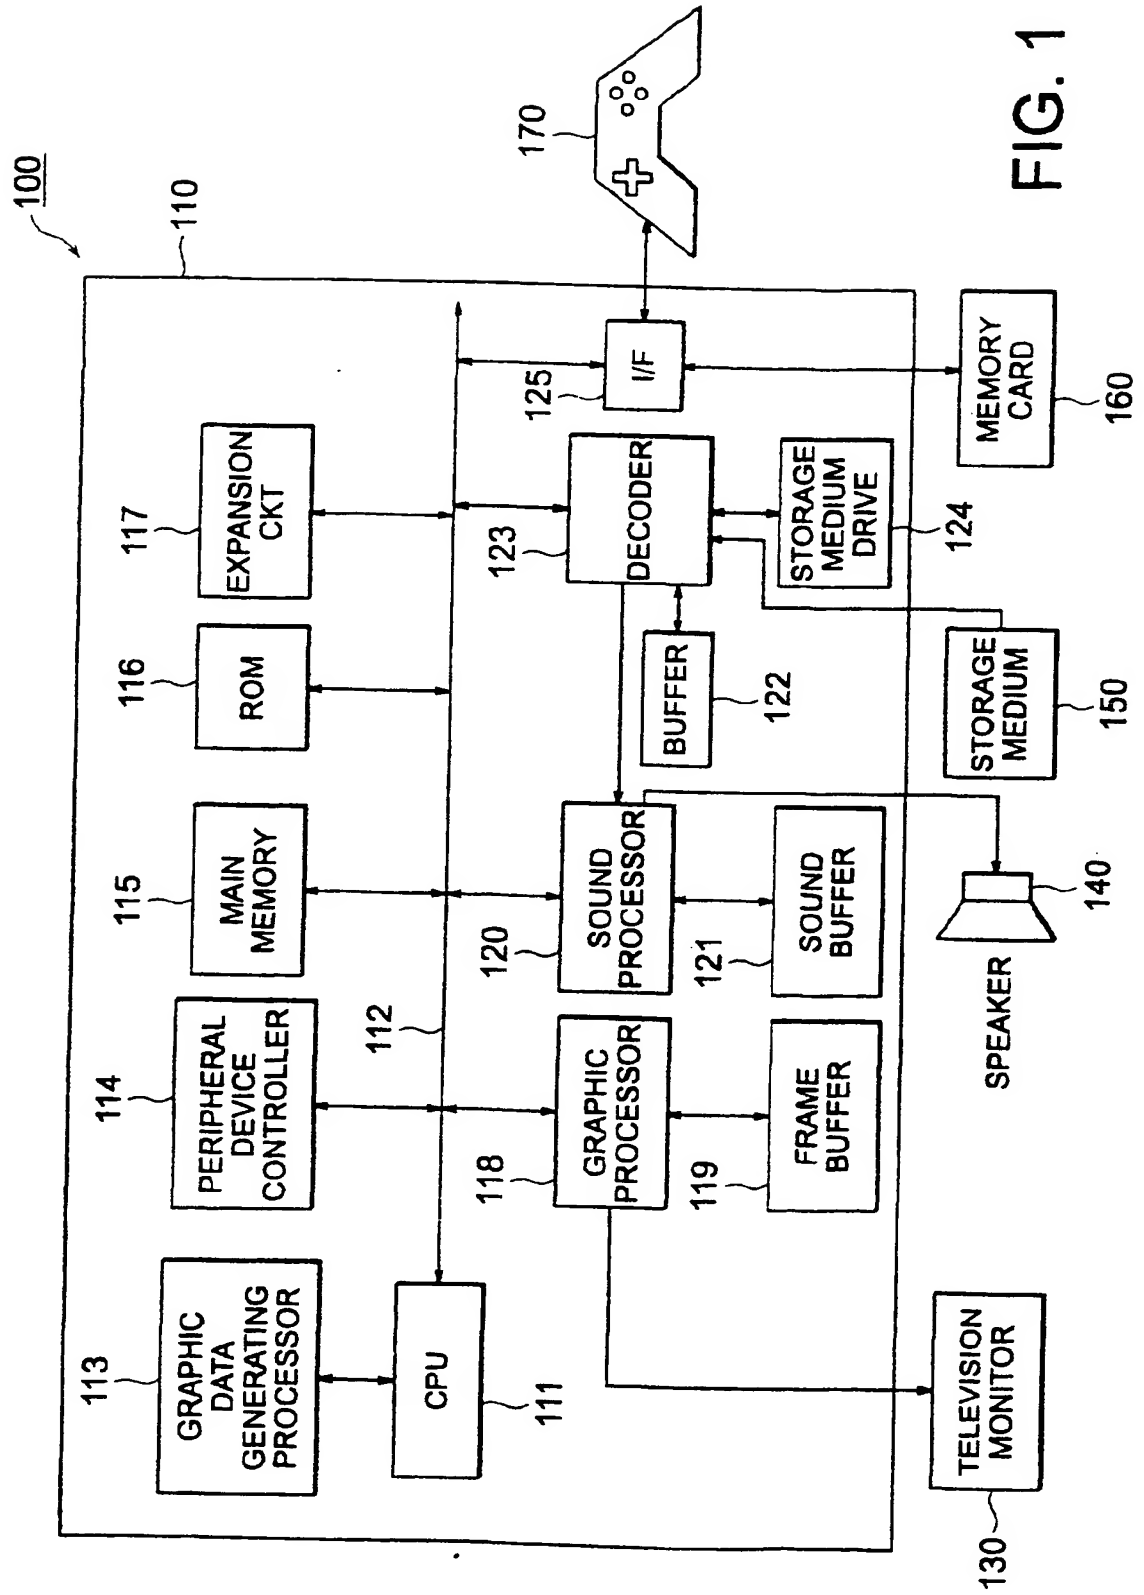 100
110
113
GRAPHIC
DATA
GENERATING
PROCESSOR
114
PERIPHERAL
DEVICE
CONTROLLER
115
MAIN
MEMORY
116
ROM
117
EXPANSION
CKT
112
CPU
111
118
GRAPHIC
PROCESSOR
120
SOUND
PROCESSOR
123
DECODER
125
I/F
170
BUFFER
122
119
FRAME
BUFFER
121
SOUND
BUFFER
STORAGE
MEDIUM
DRIVE
124
130
TELEVISION
MONITOR
SPEAKER
140
STORAGE
MEDIUM
150
MEMORY
CARD
160
FIG. 1